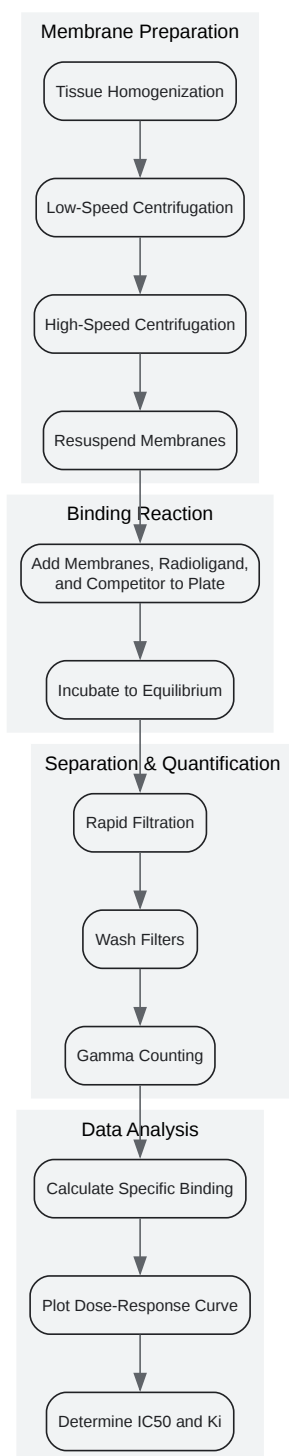 Membrane Preparation
Tissue Homogenization
Low-Speed Centrifugation
High-Speed Centrifugation
Resuspend Membranes
Binding Reaction
Add Membranes, Radioligand,
and Competitor to Plate
Incubate to Equilibrium
Separation & Quantification
Rapid Filtration
Wash Filters
Gamma Counting
Data Analysis
Calculate Specific Binding
Plot Dose-Response Curve
Determine IC50 and Ki